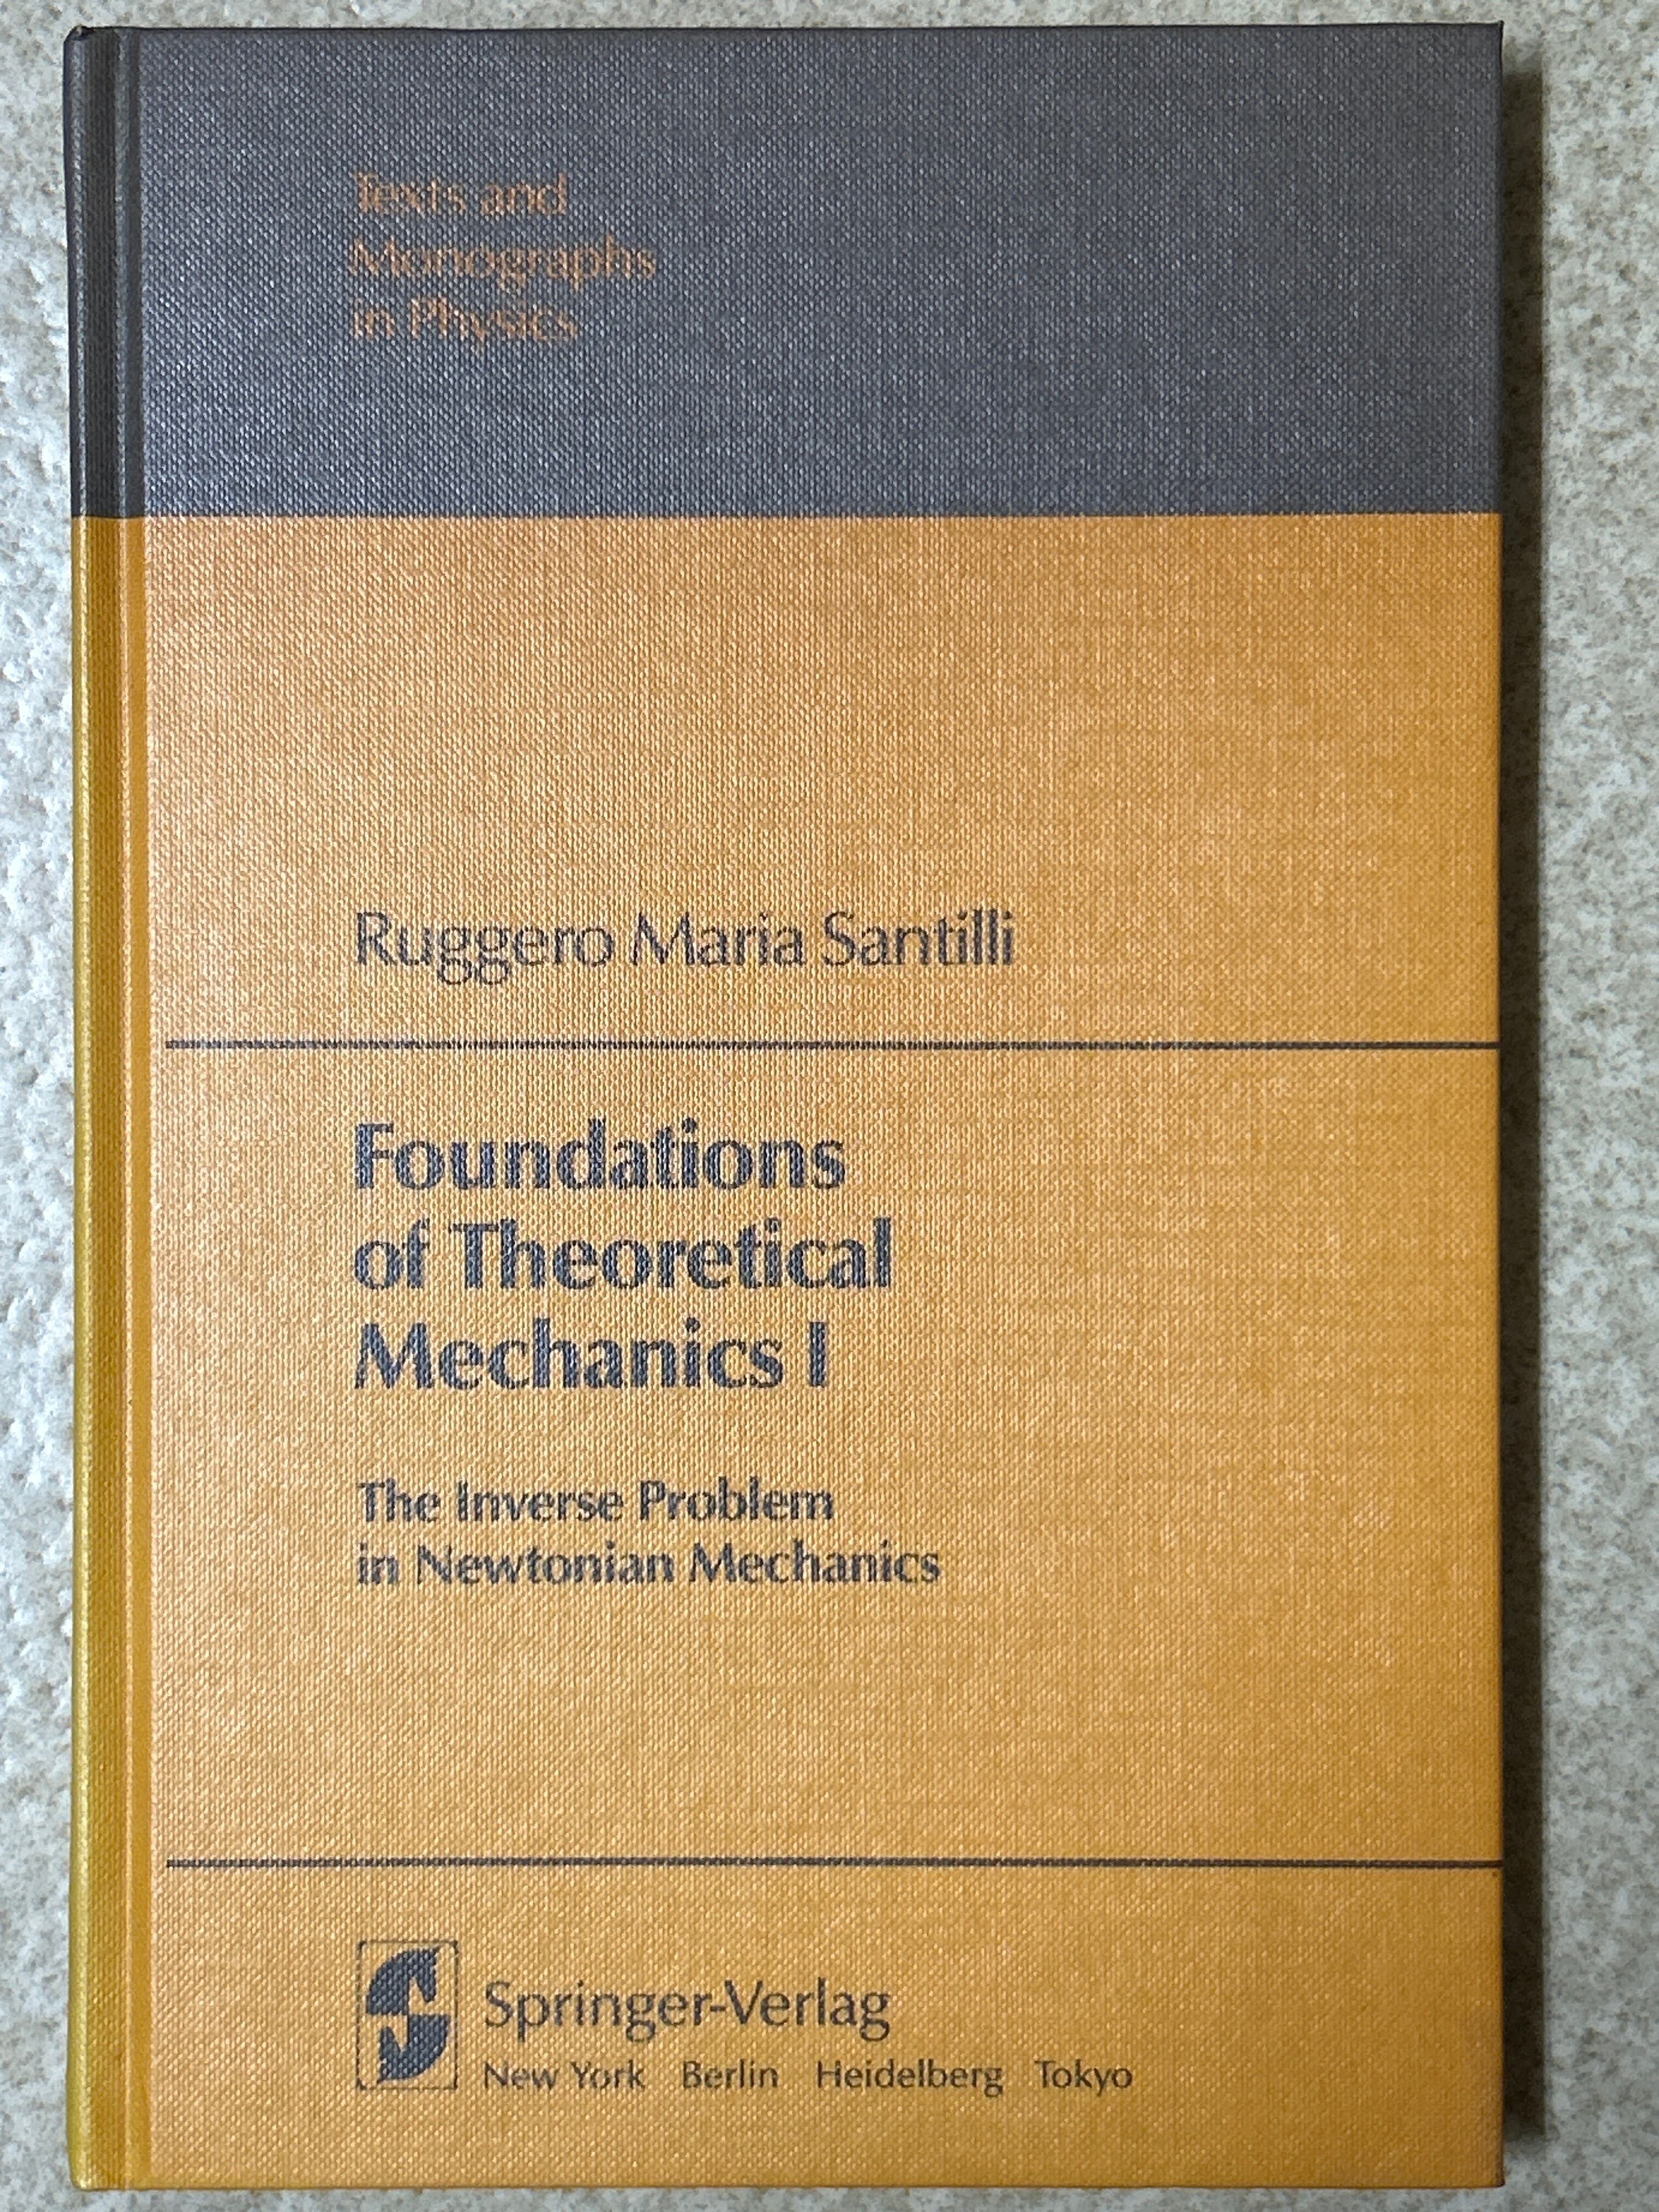 Texts and
Monographs
in Physics
Ruggero Maria Santilli
Foundations
of Theoretical
Mechanics I
The Inverse Problem
in Newtonian Mechanics
Springer-Verlag
New York Berlin Heidelberg Tokyo